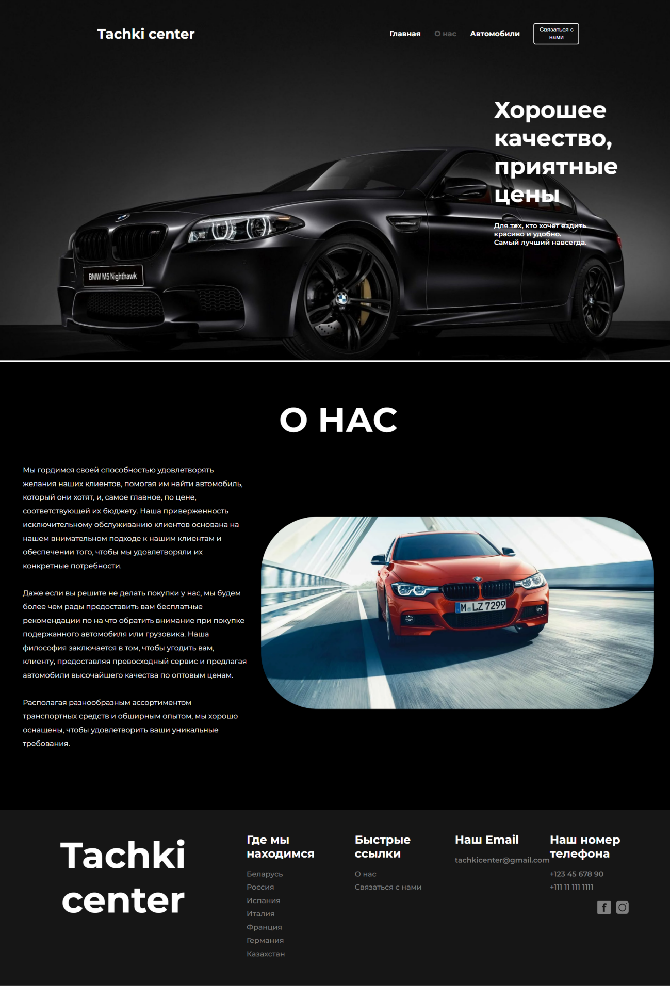 Tachki center
Главная
О нас
Автомобили
Связаться с
нами
Хорошее
качество,
приятные
цены
Для тех, кто хочет ездить
красиво и удобно.
Самый лучший навсегда.
BMW M5 Nighthawk
О НАС
Мы гордимся своей способностью удовлетворять
желания наших клиентов, помогая им найти автомобиль,
который они хотят, и, самое главное, по цене,
соответствующей их бюджету. Наша приверженность
исключительному обслуживанию клиентов основана на
нашем внимательном подходе к нашим клиентам и
обеспечении того, чтобы мы удовлетворяли их
конкретные потребности.
Даже если вы решите не делать покупки у нас, мы будем
более чем рады предоставить вам бесплатные
рекомендации по на что обратить внимание при покупке
подержанного автомобиля или грузовика. Наша
философия заключается в том, чтобы угодить вам,
клиенту, предоставляя превосходный сервис и предлагая
автомобили высочайшего качества по оптовым ценам.
Располагая разнообразным ассортиментом
транспортных средств и обширным опытом, мы хорошо
оснащены, чтобы удовлетворить ваши уникальные
требования.
M LZ 7299
Tachki
center
Где мы
находимся
Беларусь
Россия
Испания
Италия
Франция
Германия
Казахстан
Быстрые
ссылки
О нас
Связаться с нами
Наш Email
tachkicenter@gmail.com
Наш номер
телефона
+123 45 678 90
+111 11 111 1111